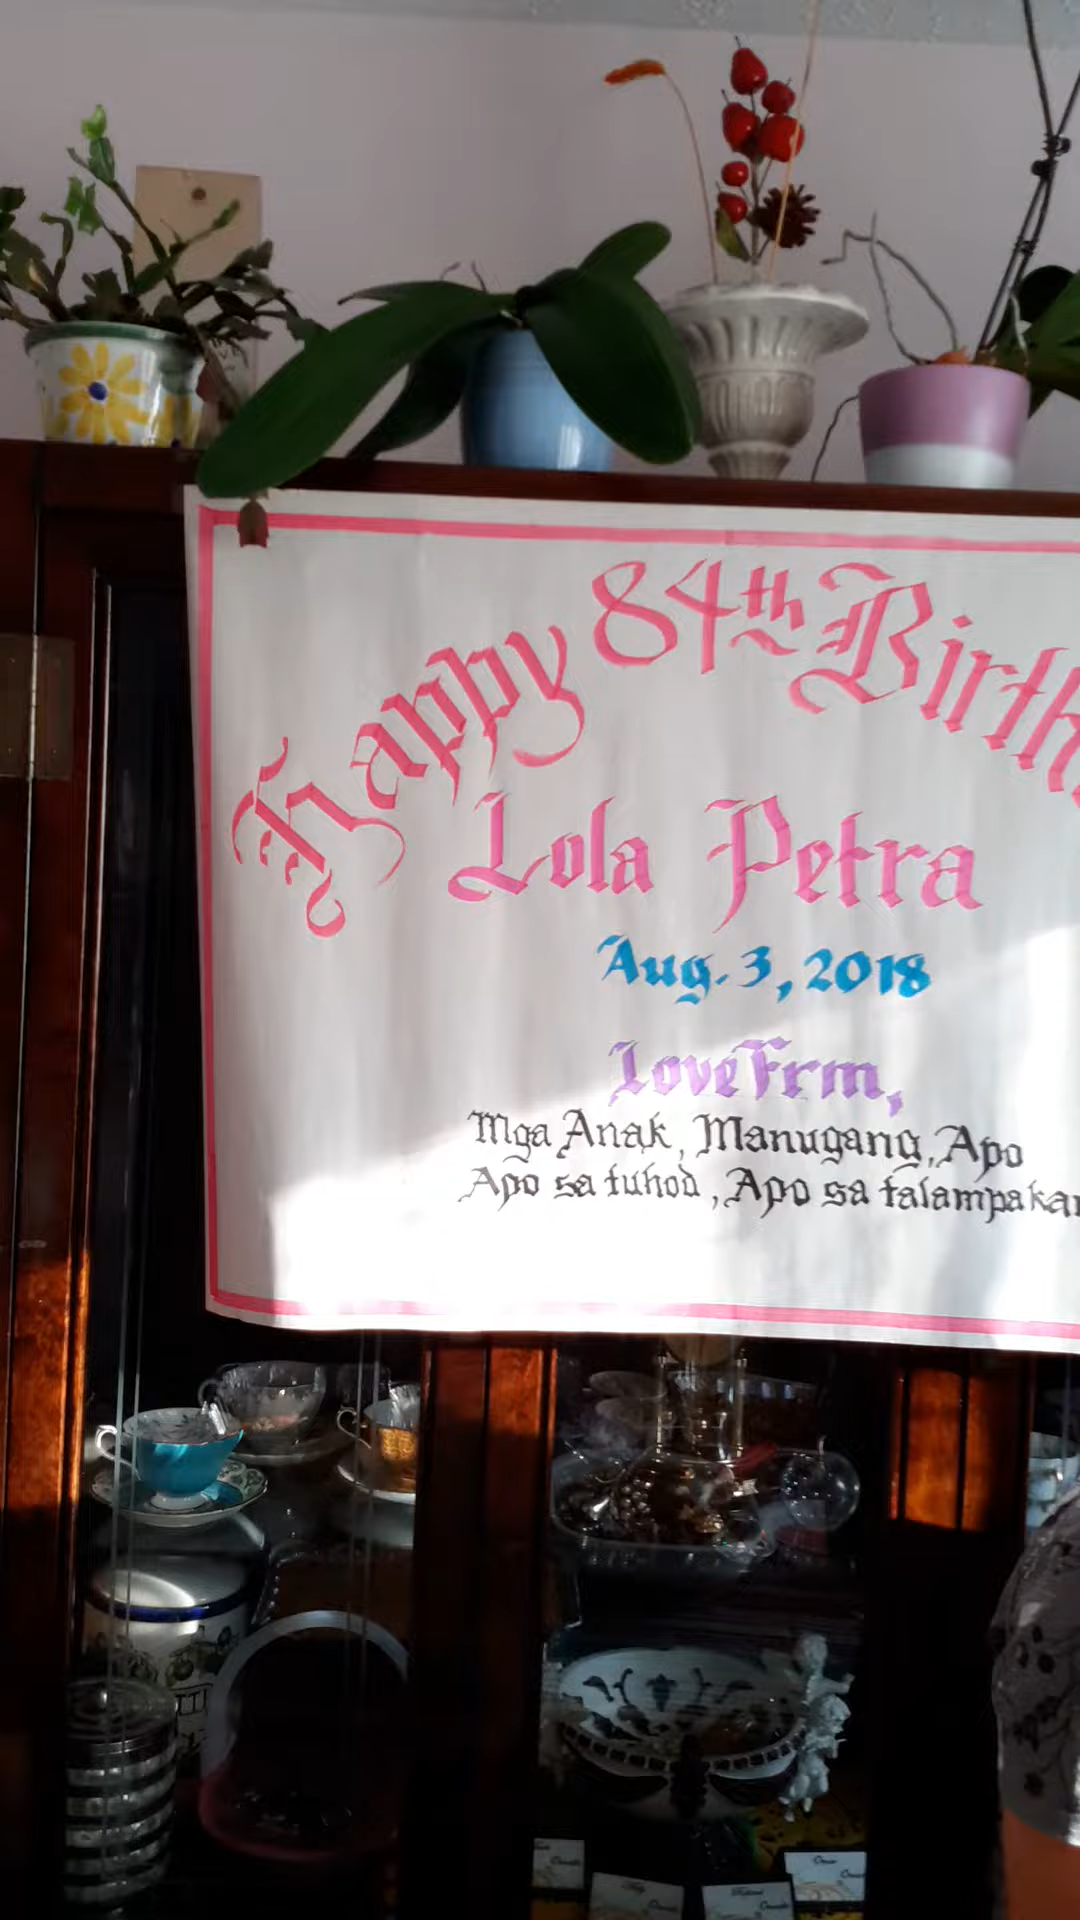 Happy 84th Birth
Lola Petra
Aug. 3, 2018
Love Frm,
Mga Anak, Manugang, Apo
Apo sa tuhod, Apo sa talampakan